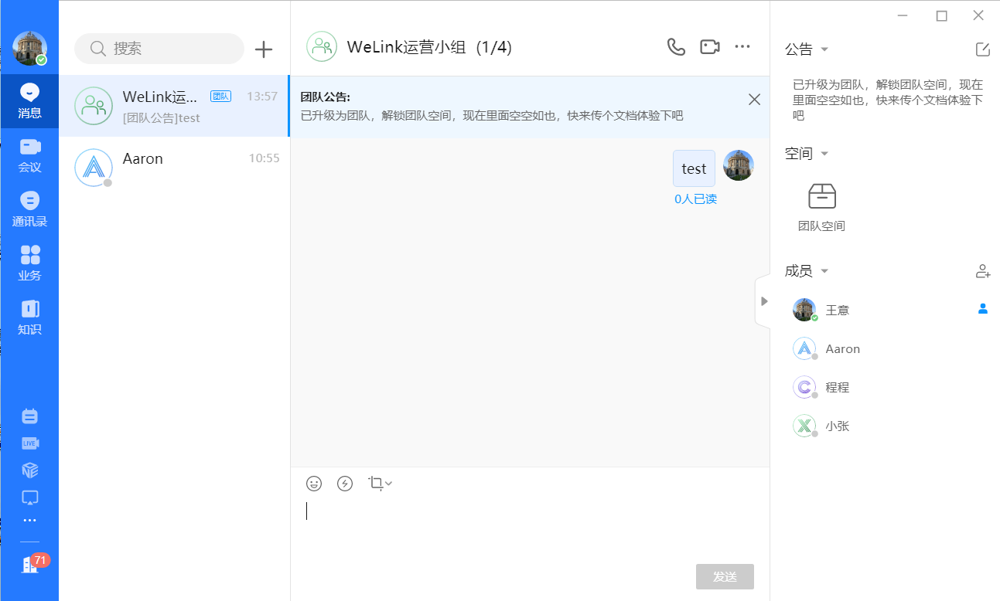 搜索
消息
会议
通讯录
业务
知识
LIVE
71
WeLink运... 团队 13:57
[团队公告]test
Aaron 10:55
WeLink运营小组 (1/4)
团队公告:
已升级为团队，解锁团队空间，现在里面空空如也，快来传个文档体验下吧
test
0人已读
发送
公告
已升级为团队，解锁团队空间，现在
里面空空如也，快来传个文档体验下
吧
空间
团队空间
成员
王意
Aaron
程程
小张